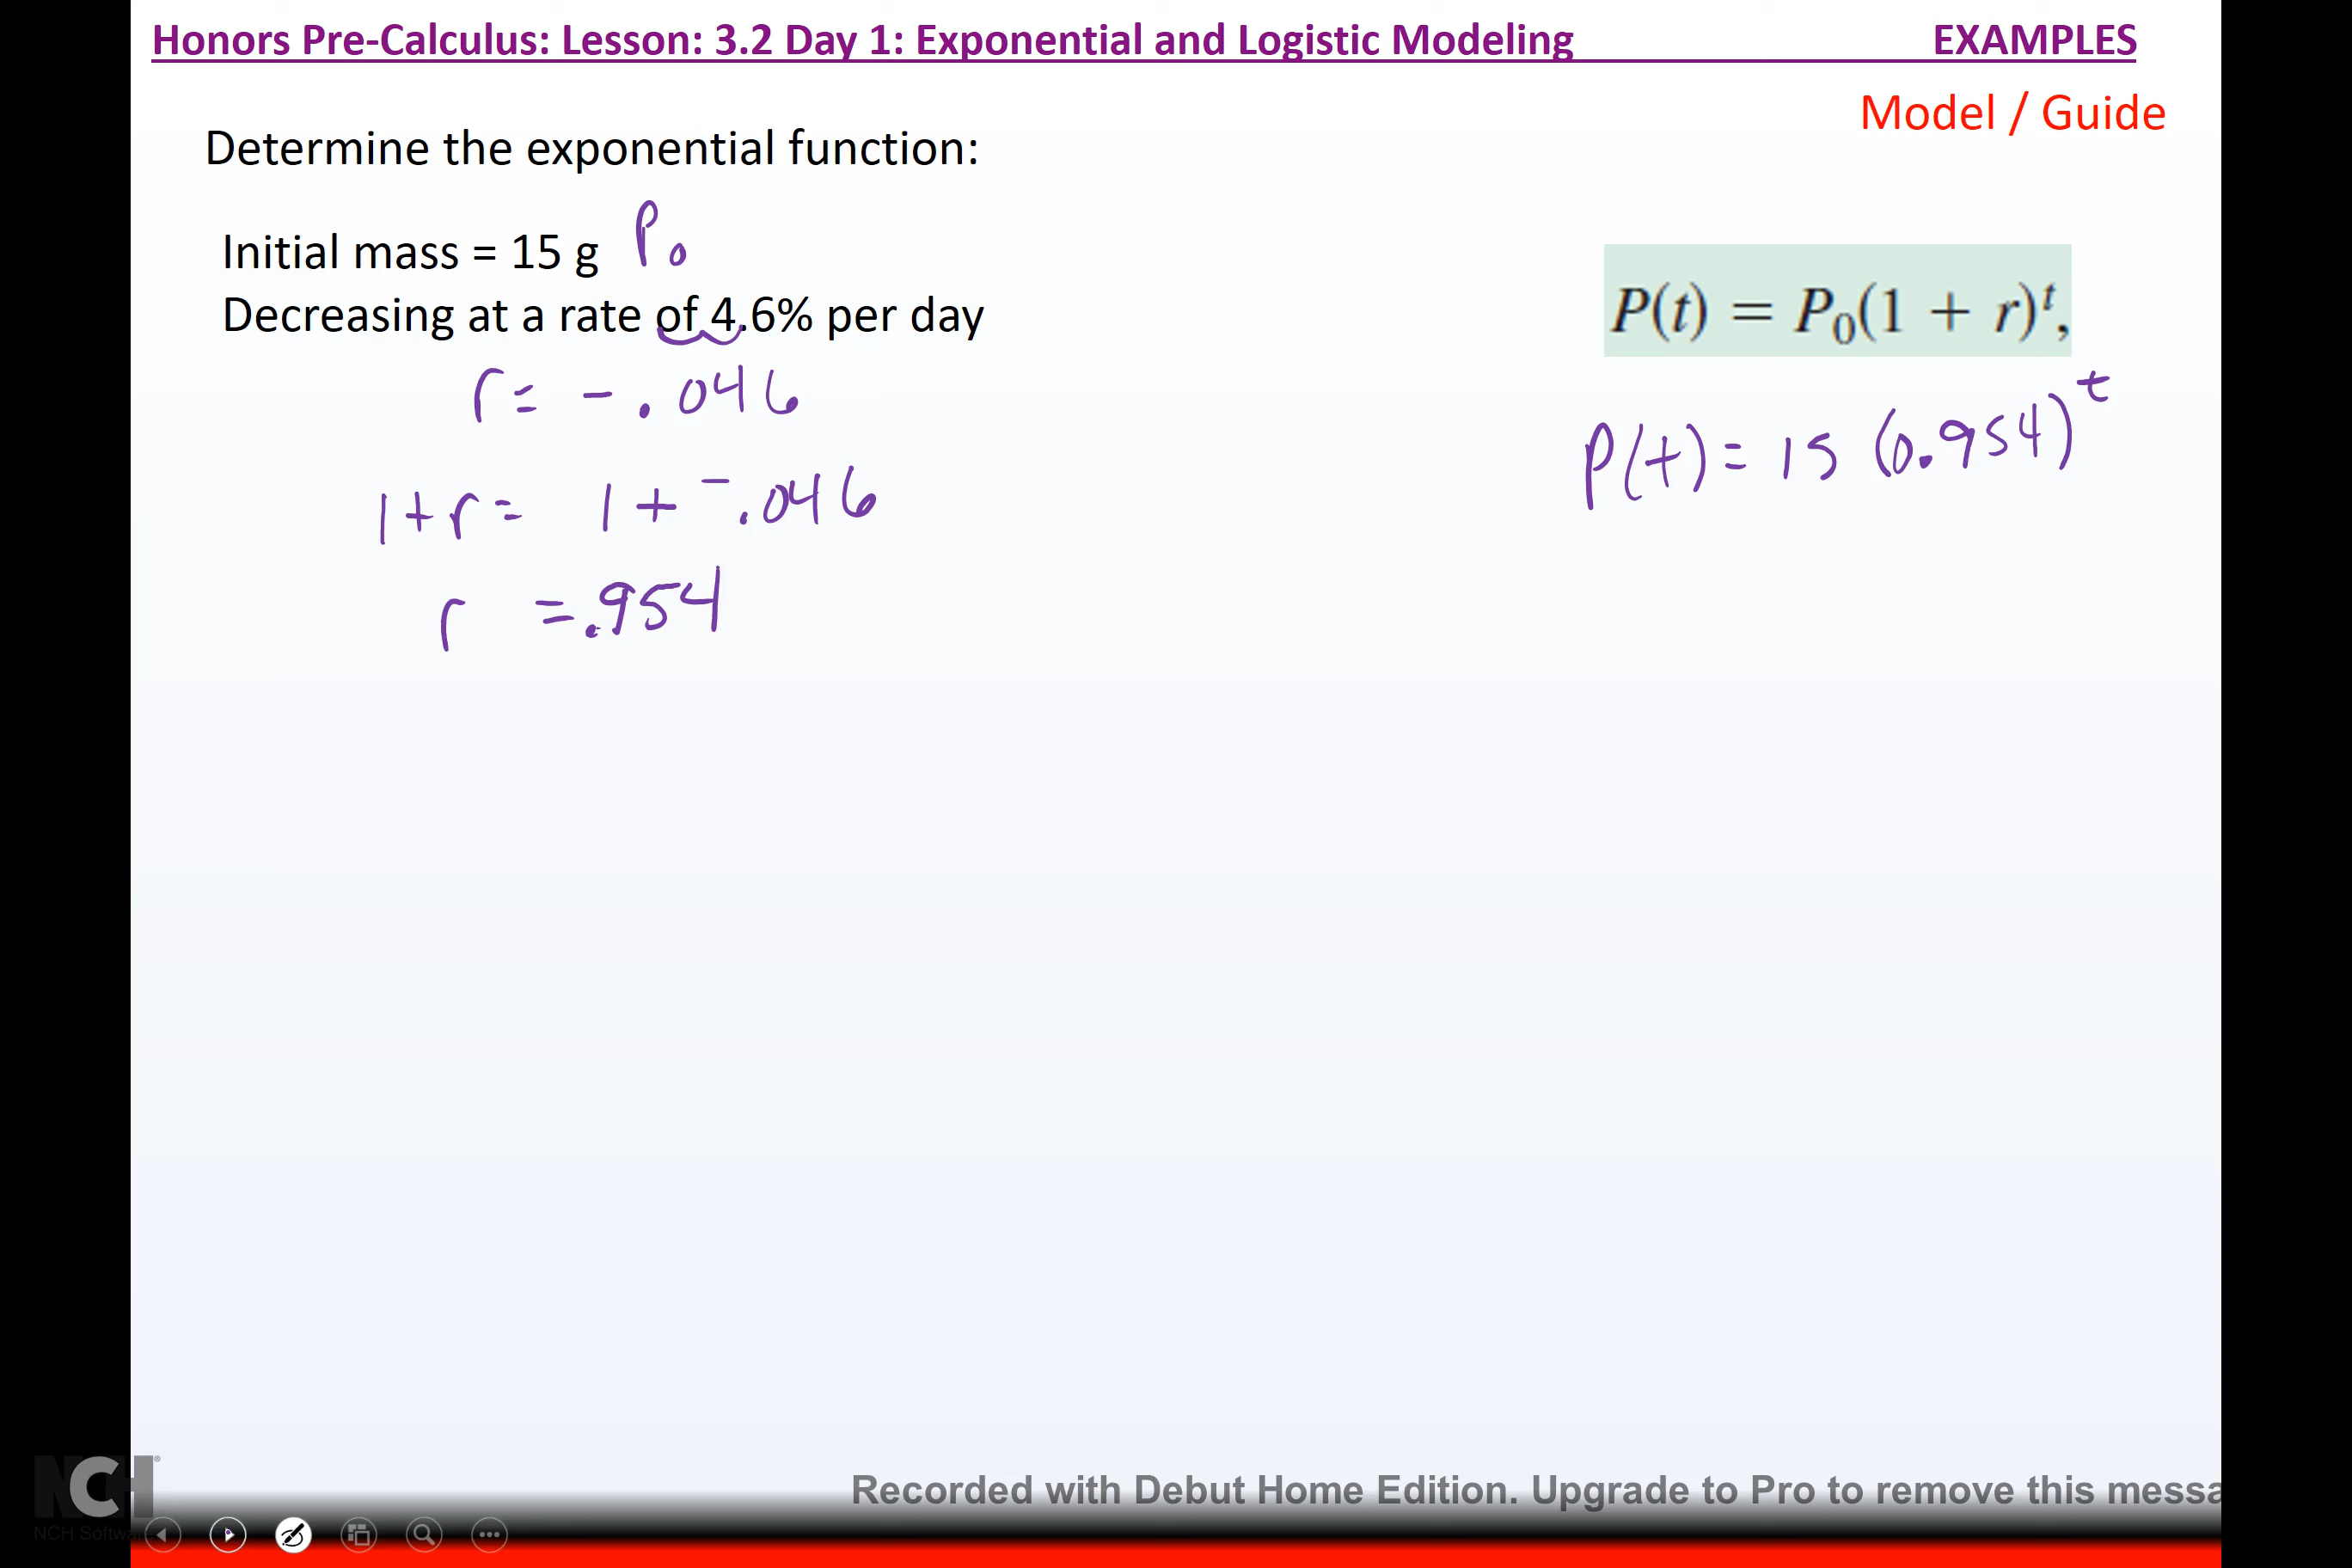 Honors Pre-Calculus: Lesson: 3.2 Day 1: Exponential and Logistic Modeling EXAMPLES
Model / Guide
Determine the exponential function:
Initial mass = 15 g P₀
Decreasing at a rate of 4.6% per day
P(t) = P₀(1 + r)ᵗ,
r = - .046
P(t) = 15 (0.954)ᵗ
1 + r = 1 + ⁻.046
r = .954
Recorded with Debut Home Edition. Upgrade to Pro to remove this messa
NCH®
NCH Softwa